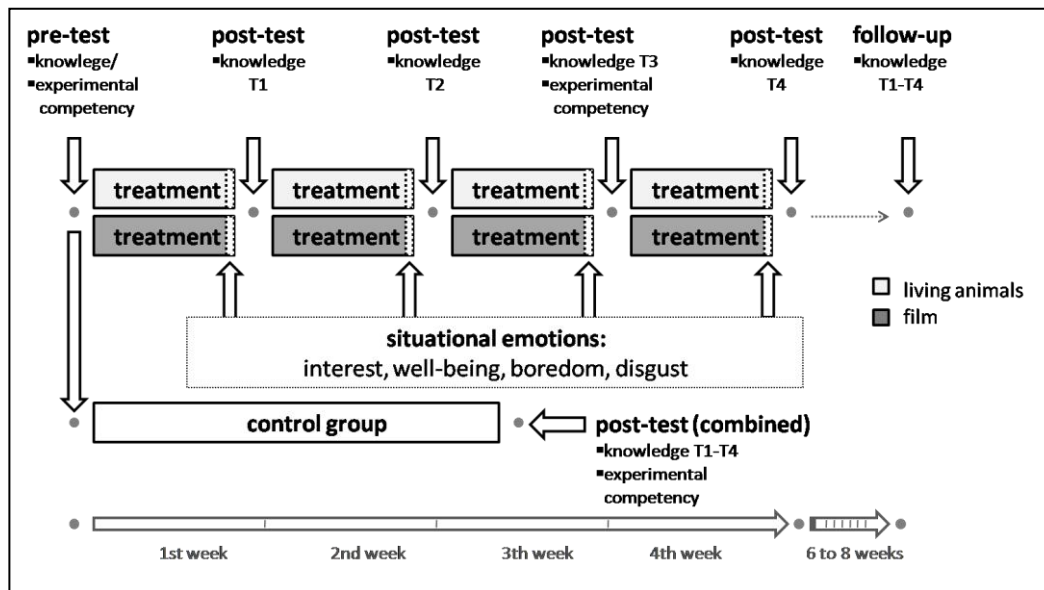 pre-test
▪knowlege/
▪experimental
competency
post-test
▪knowledge
T1
post-test
▪knowledge
T2
post-test
▪knowledge T3
▪experimental
competency
post-test
▪knowledge
T4
follow-up
▪knowledge
T1-T4
treatment
treatment
treatment
treatment
treatment
treatment
treatment
treatment
living animals
film
situational emotions:
interest, well-being, boredom, disgust
control group
post-test (combined)
▪knowledge T1-T4
▪experimental
competency
1st week
2nd week
3th week
4th week
6 to 8 weeks